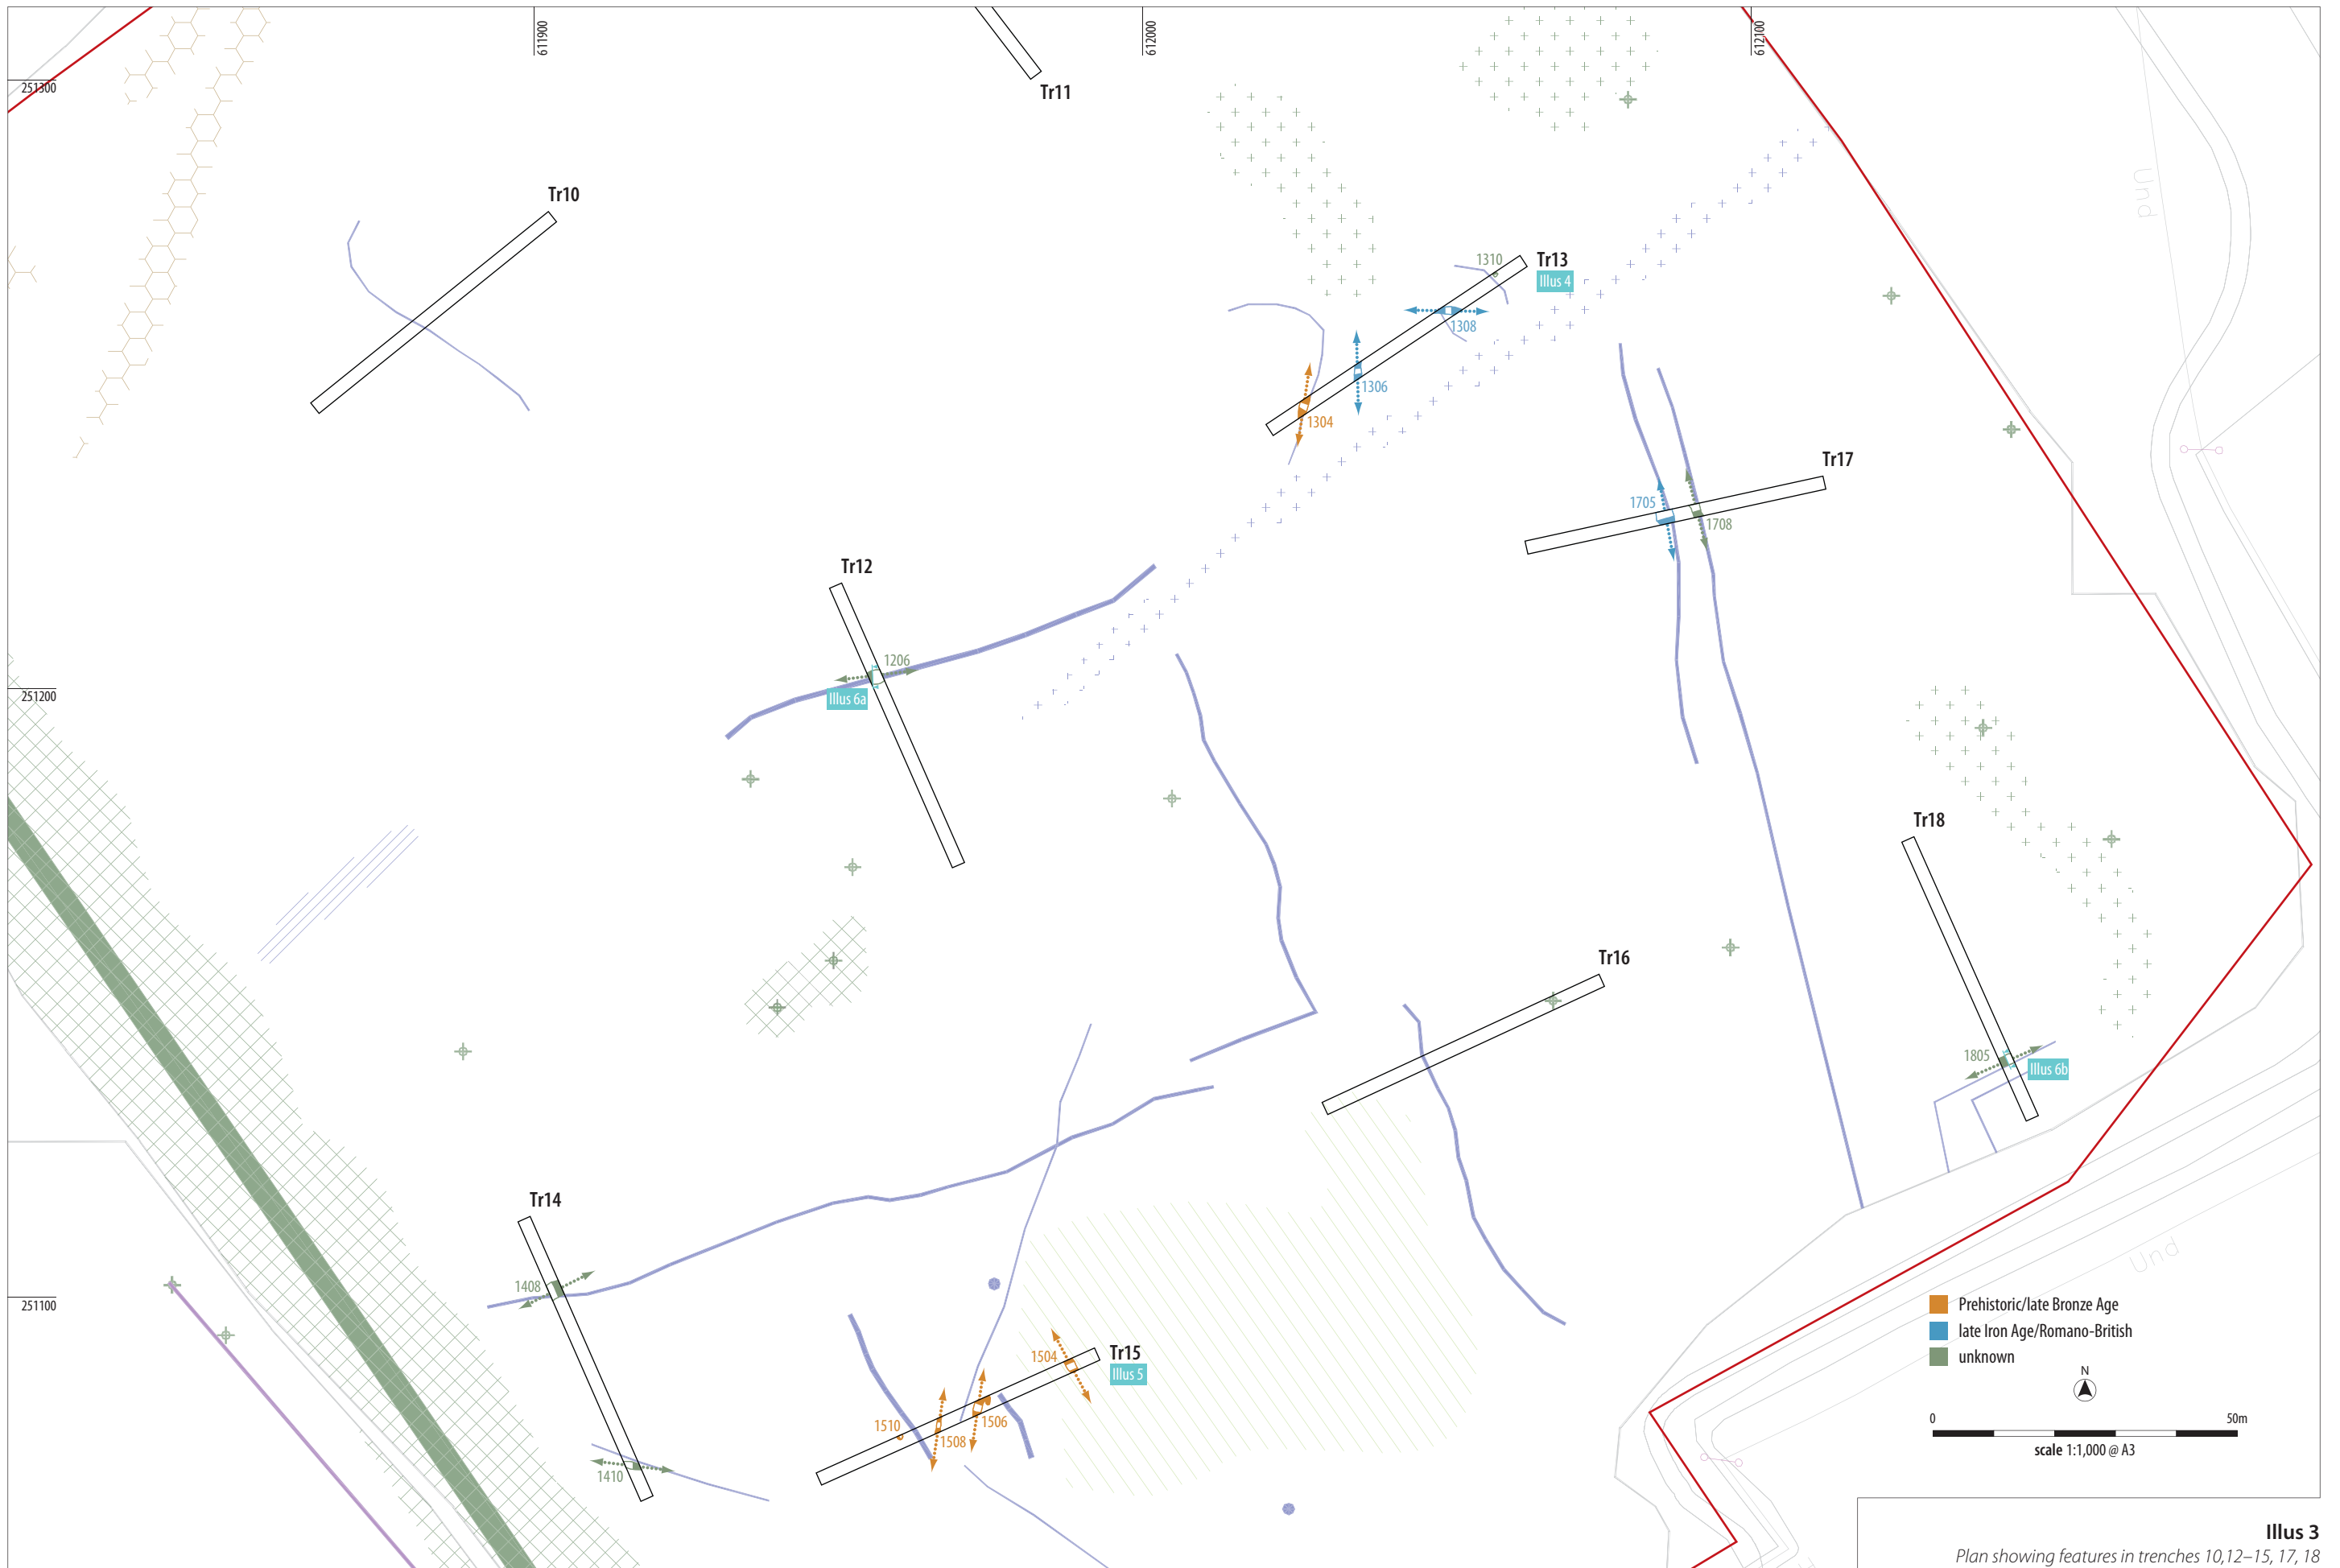 611900
612000
612100
251300
Tr11
Und
Tr10
1310
Tr13
Illus 4
1308
1306
1304
Tr17
1705
1708
Tr12
1206
Illus 6a
251200
Tr18
Tr16
1805
Illus 6b
Tr14
Und
1408
251100
Prehistoric/late Bronze Age
late Iron Age/Romano-British
unknown
Tr15
1504
Illus 5
N
1510
1506
1508
0 50m
scale 1:1,000 @ A3
1410
Illus 3
Plan showing features in trenches 10,12–15, 17, 18